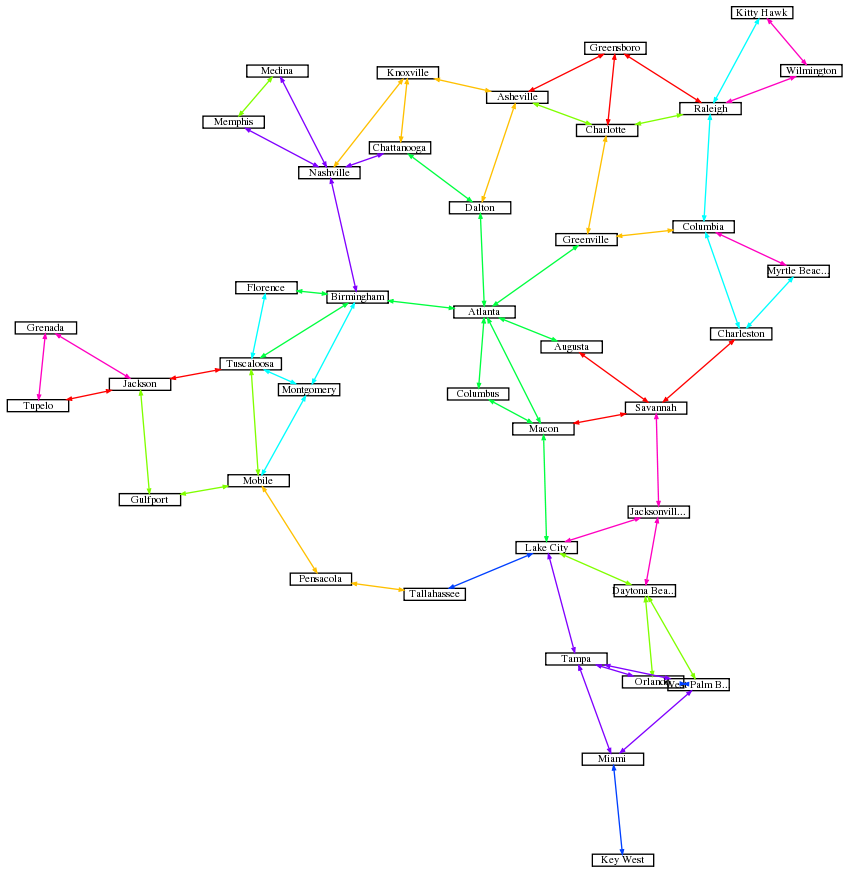 Kitty Hawk
Greensboro
Medina
Knoxville
Wilmington
Asheville
Raleigh
Memphis
Charlotte
Chattanooga
Nashville
Dalton
Columbia
Greenville
Myrtle Beac...
Florence
Birmingham
Atlanta
Grenada
Charleston
Augusta
Tuscaloosa
Jackson
Montgomery
Columbus
Tupelo
Savannah
Macon
Mobile
Gulfport
Jacksonvill...
Lake City
Pensacola
Tallahassee
Daytona Bea...
Tampa
Orlando
West Palm B...
Miami
Key West